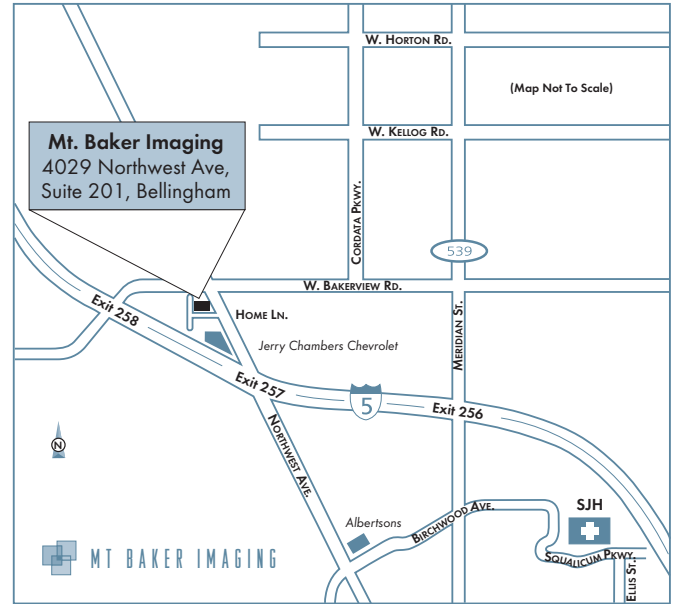 W. HORTON RD.
(Map Not To Scale)
W. KELLOG RD.
Mt. Baker Imaging
4029 Northwest Ave,
Suite 201, Bellingham
CORDATA PKWY.
539
W. BAKERVIEW RD.
Exit 258
HOME LN.
MERIDIAN ST.
Jerry Chambers Chevrolet
Exit 257
5
Exit 256
N
NORTHWEST AVE.
Albertsons
BIRCHWOOD AVE.
SJH
SQUALICUM PKWY.
ELLIS ST.
MT BAKER IMAGING